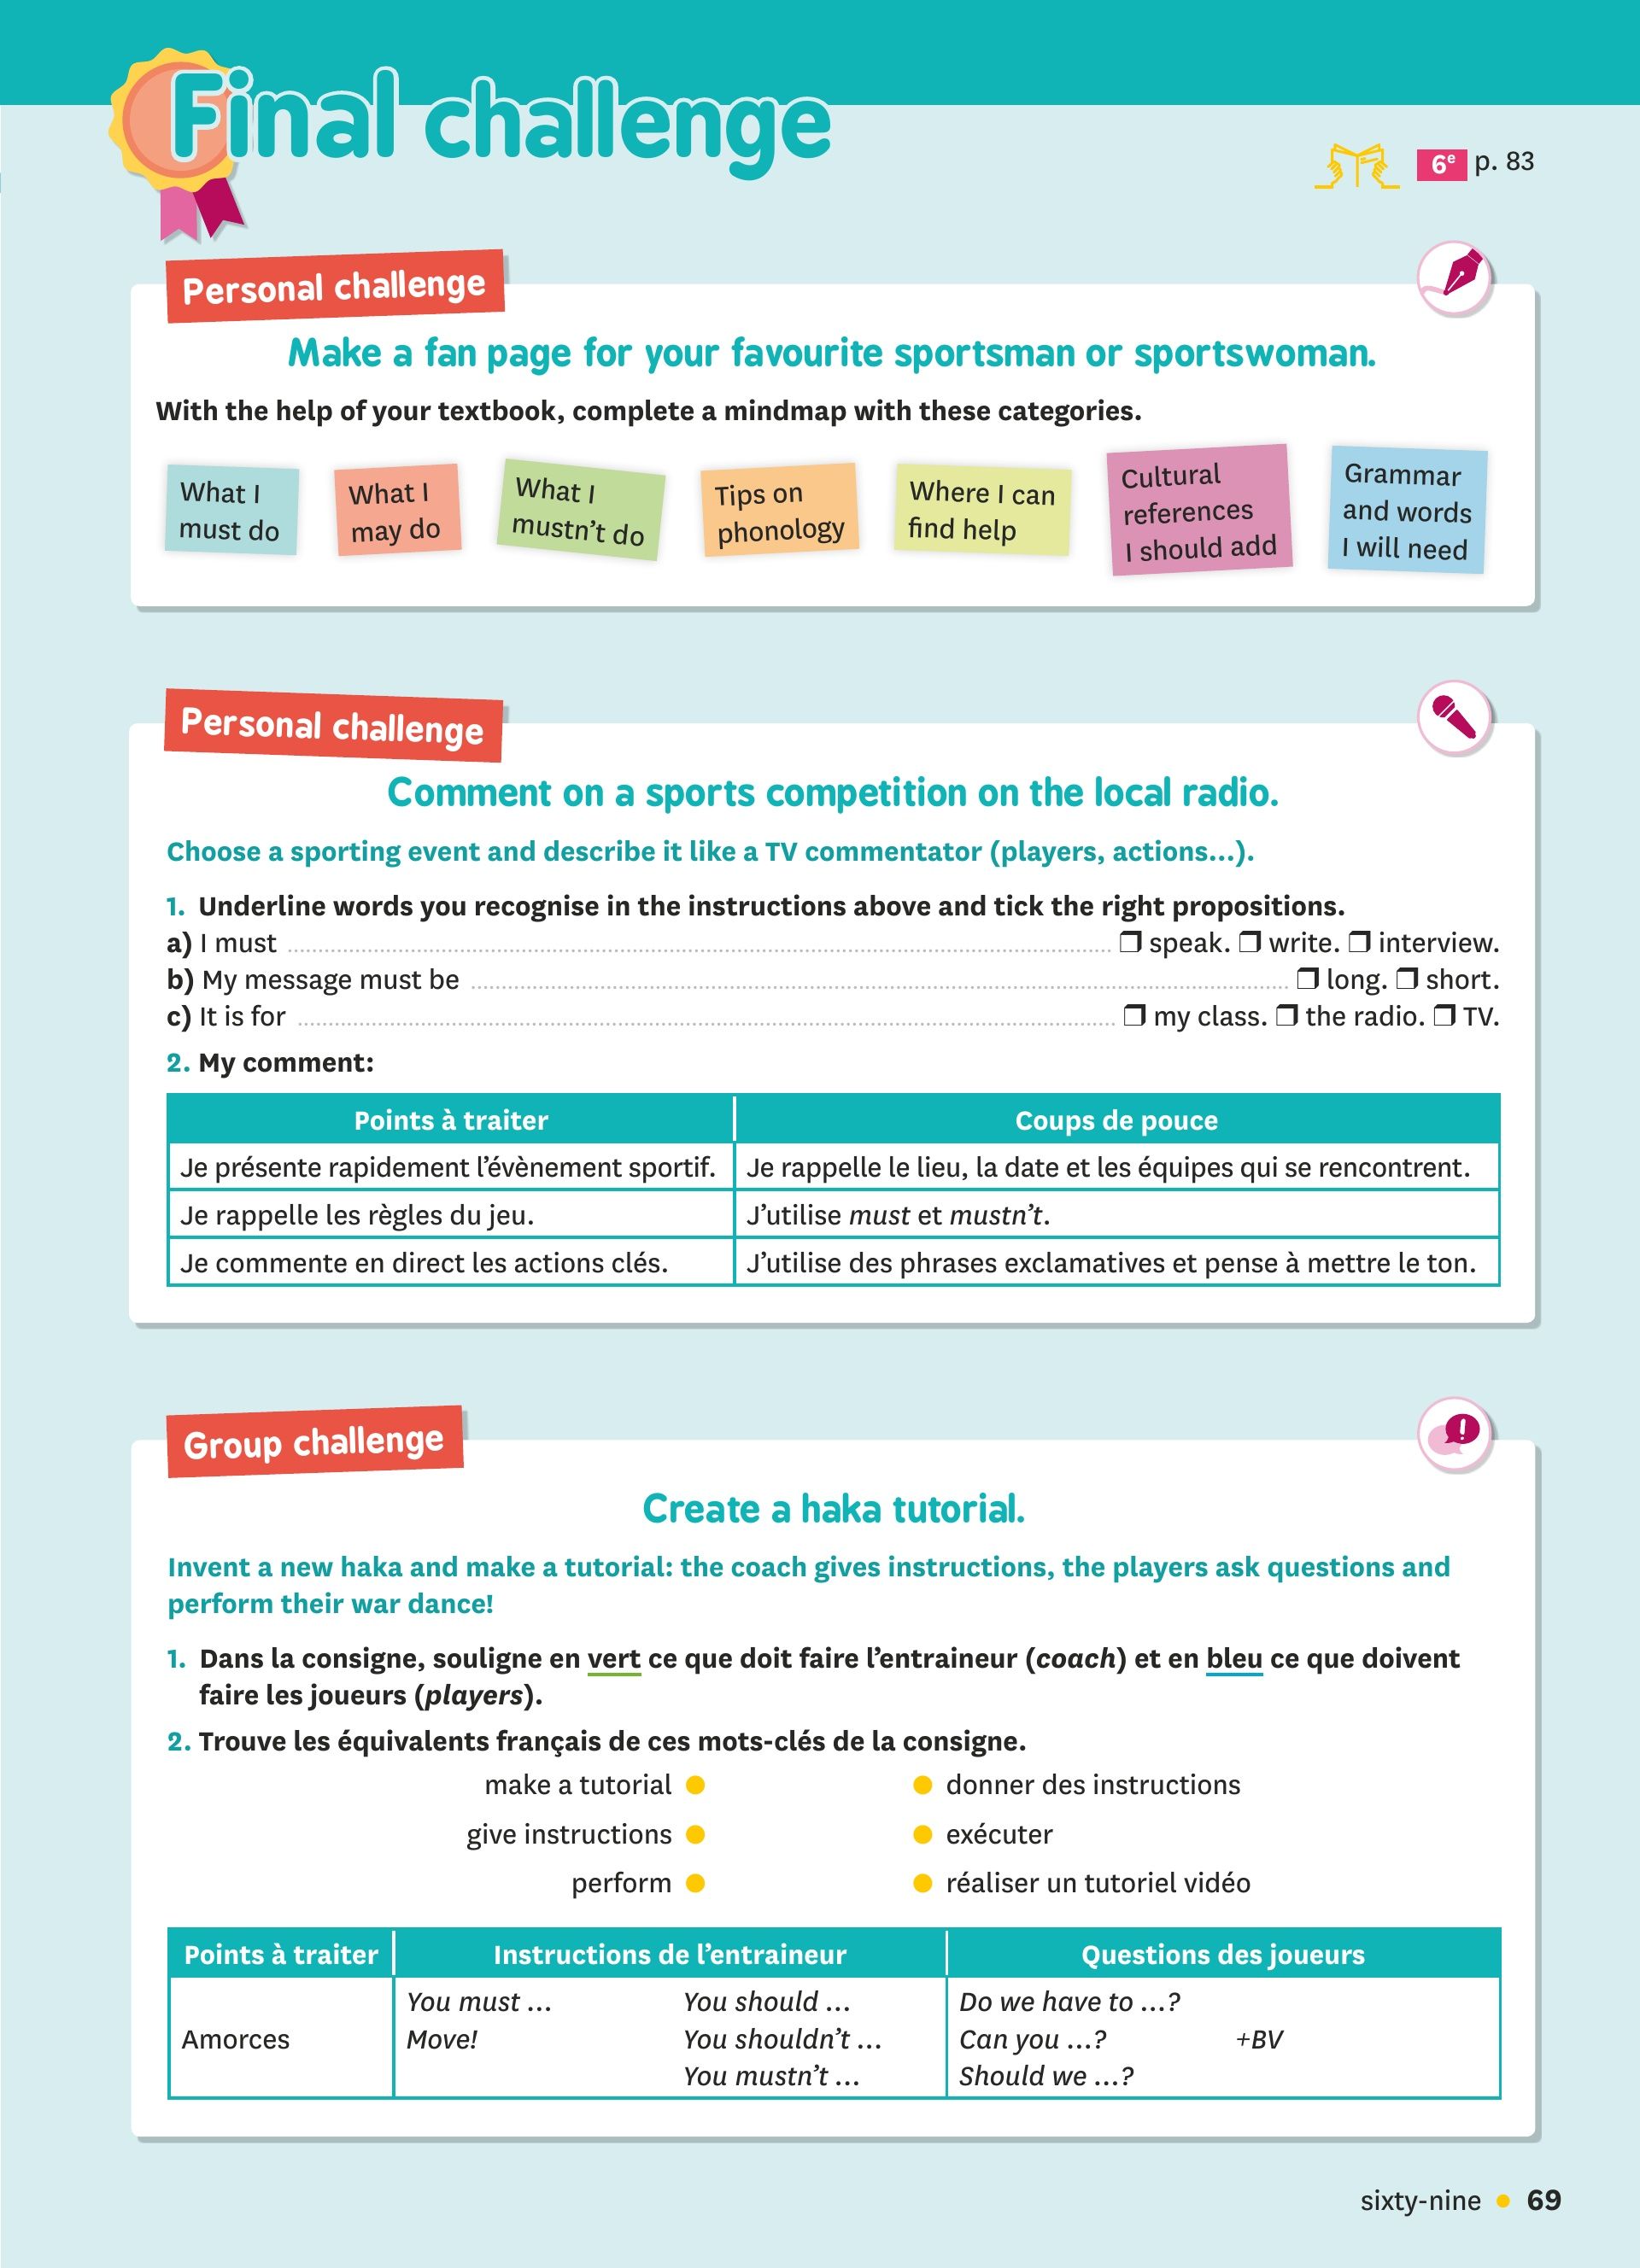 Final challenge
6e p. 83
Personal challenge
Make a fan page for your favourite sportsman or sportswoman.
With the help of your textbook, complete a mindmap with these categories.
What I
must do
What I
may do
What I
mustn't do
Tips on
phonology
Where I can
find help
Cultural
references
I should add
Grammar
and words
I will need
Personal challenge
Comment on a sports competition on the local radio.
Choose a sporting event and describe it like a TV commentator (players, actions...).
1. Underline words you recognise in the instructions above and tick the right propositions.
a) I must ❒ speak. ❒ write. ❒ interview.
b) My message must be ❒ long. ❒ short.
c) It is for ❒ my class. ❒ the radio. ❒ TV.
2. My comment:
Points à traiter Coups de pouce
Je présente rapidement l'évènement sportif. Je rappelle le lieu, la date et les équipes qui se rencontrent.
Je rappelle les règles du jeu. J'utilise must et mustn't.
Je commente en direct les actions clés. J'utilise des phrases exclamatives et pense à mettre le ton.
Group challenge
!
Create a haka tutorial.
Invent a new haka and make a tutorial: the coach gives instructions, the players ask questions and
perform their war dance!
1. Dans la consigne, souligne en vert ce que doit faire l'entraineur (coach) et en bleu ce que doivent
faire les joueurs (players).
2. Trouve les équivalents français de ces mots-clés de la consigne.
make a tutorial ● ● donner des instructions
give instructions ● ● exécuter
perform ● ● réaliser un tutoriel vidéo
Points à traiter Instructions de l'entraineur Questions des joueurs
You must ... You should ... Do we have to ...?
Amorces Move! You shouldn't ... Can you ...? +BV
You mustn't ... Should we ...?
sixty-nine ● 69